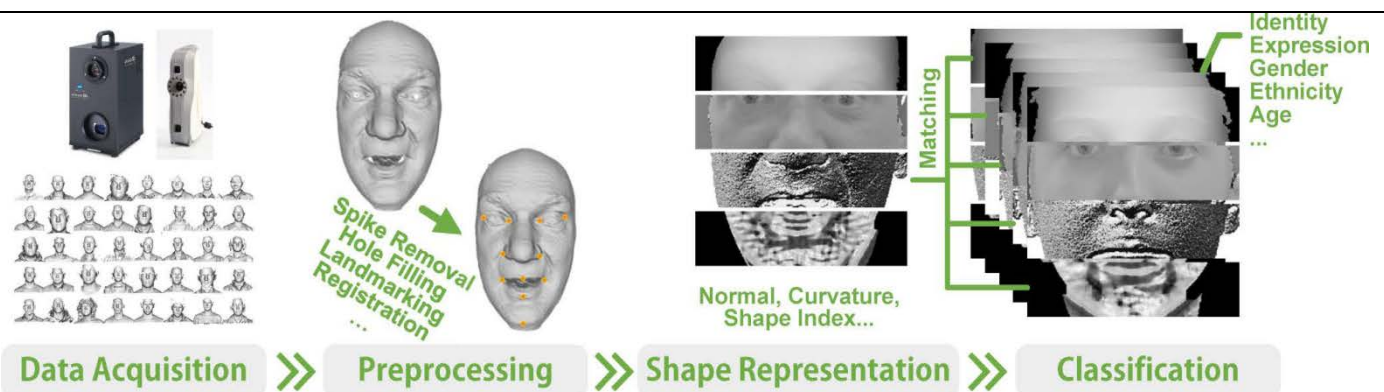 Spike Removal
Hole Filling
Landmarking
Registration
...
Normal, Curvature,
Shape Index...
Matching
Identity
Expression
Gender
Ethnicity
Age
...
Data Acquisition
Preprocessing
Shape Representation
Classification